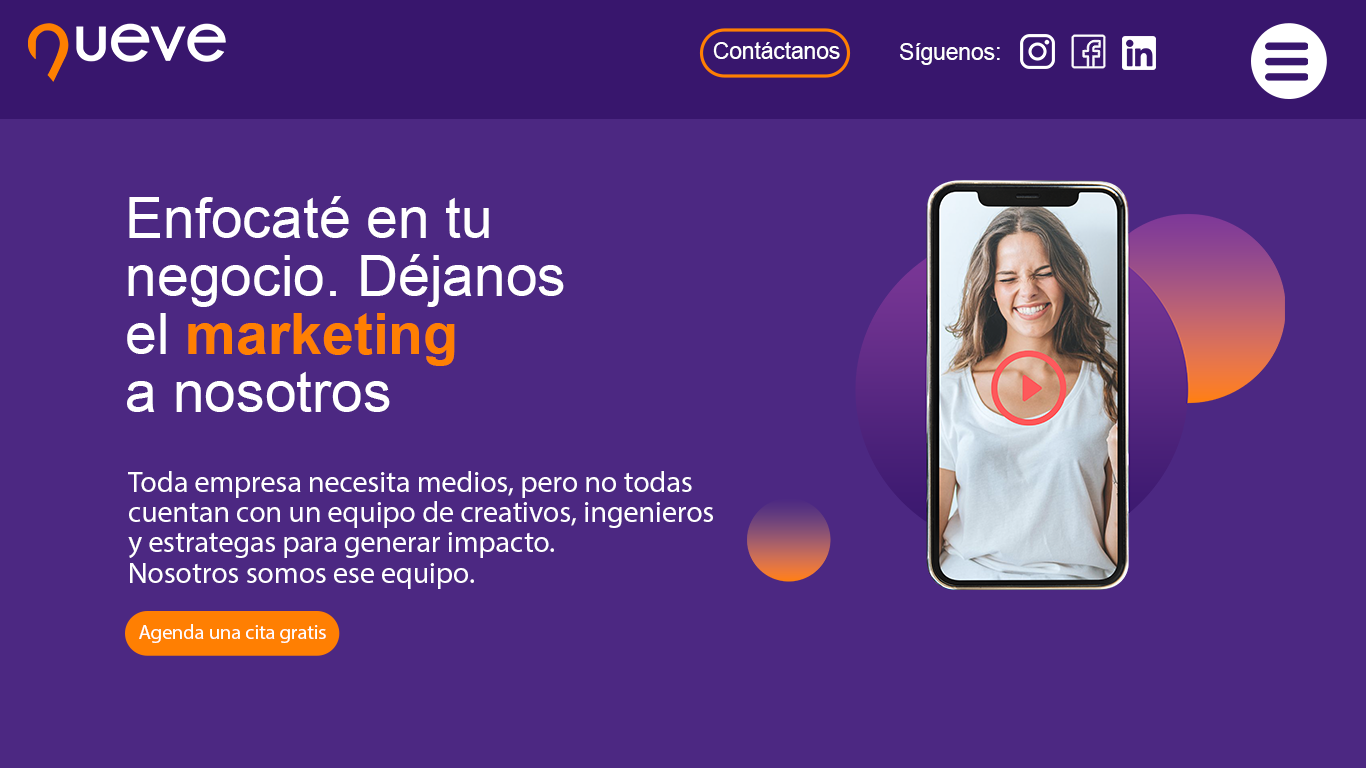 nueve
Contáctanos
Síguenos:
Enfocaté en tu
negocio. Déjanos
el marketing
a nosotros
Toda empresa necesita medios, pero no todas
cuentan con un equipo de creativos, ingenieros
y estrategas para generar impacto.
Nosotros somos ese equipo.
Agenda una cita gratis